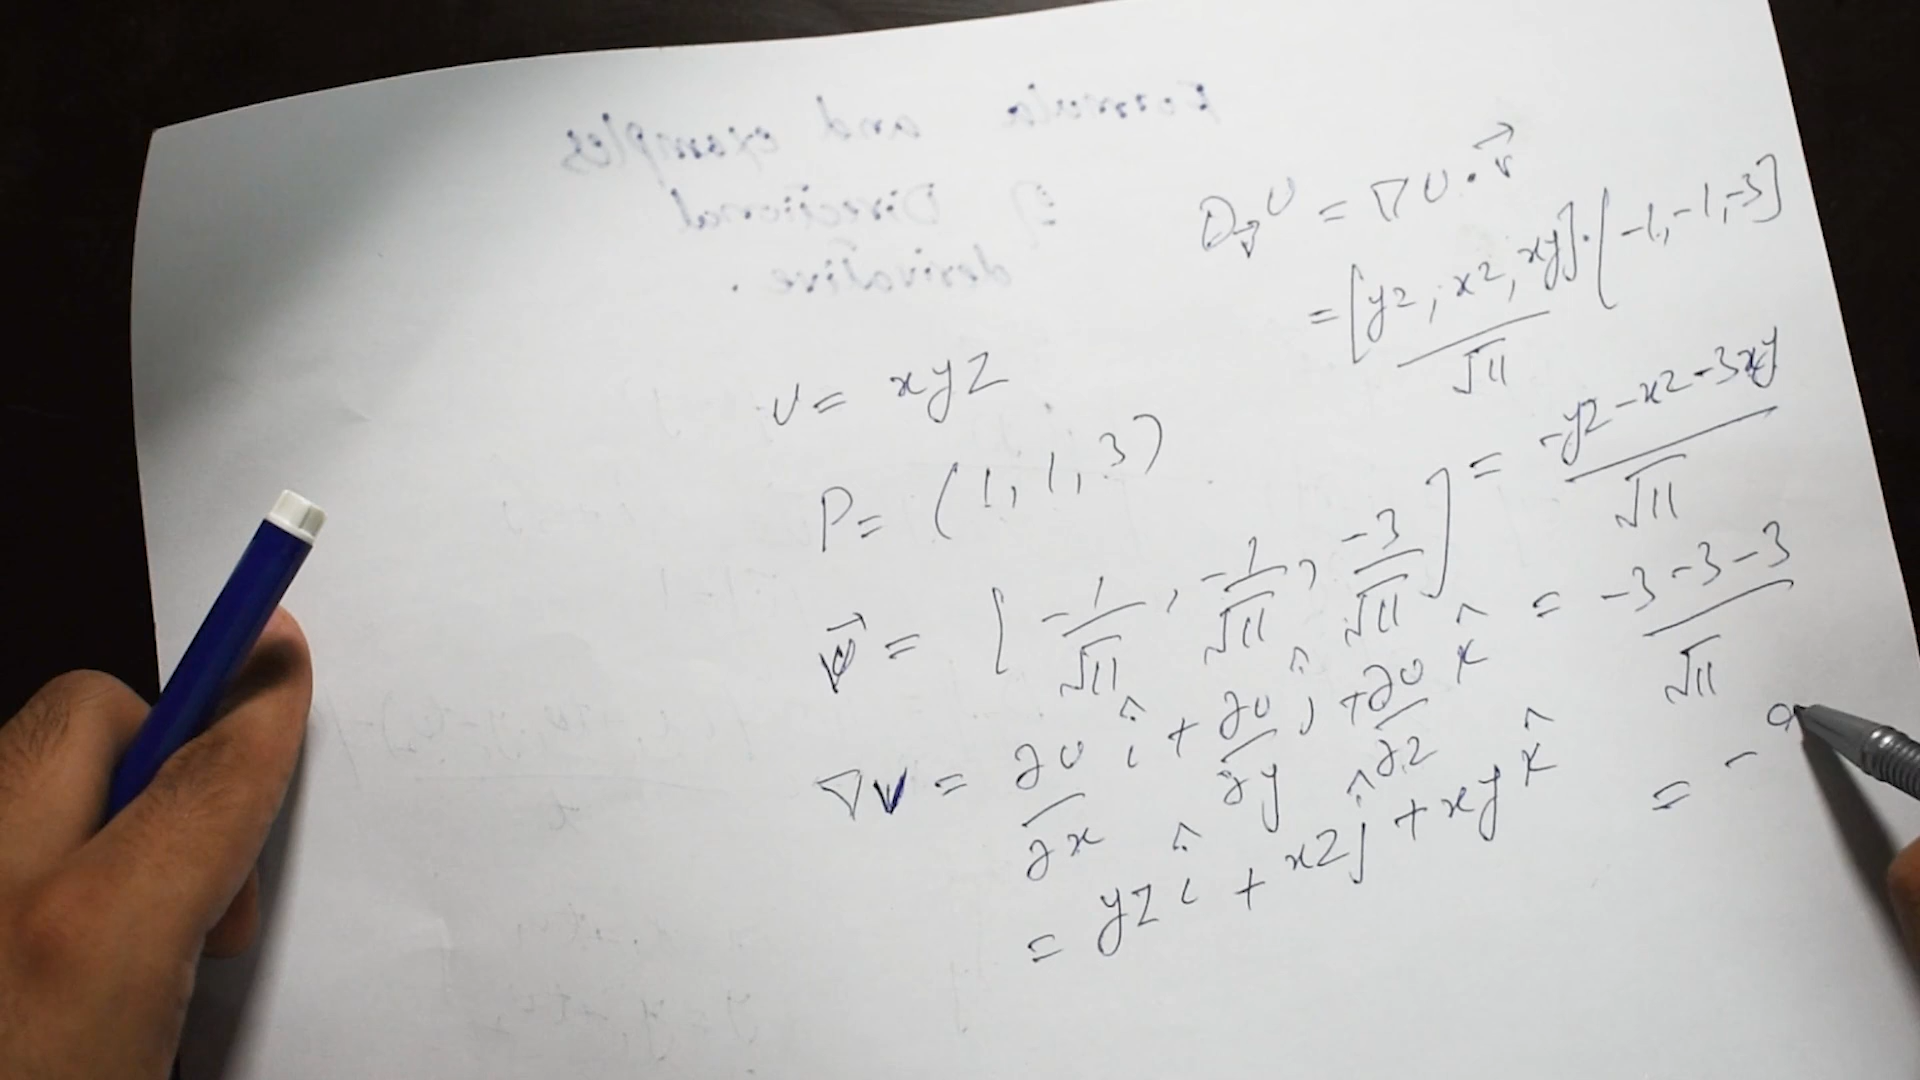 Formula and examples
Directional
derivative.
U = xyz
P = (1, 1, 3)
v⃗ = [-1/√11, -1/√11, -3/√11]
∇V = ∂U/∂x î + ∂U/∂y ĵ + ∂U/∂z k̂
= yz î + xz ĵ + xy k̂
D_v⃗ U = ∇U · v⃗
= [yz, xz, xy] · [-1, -1, -3] / √11
= -yz - xz - 3xy / √11
= -3 - 3 - 3 / √11
= - 9